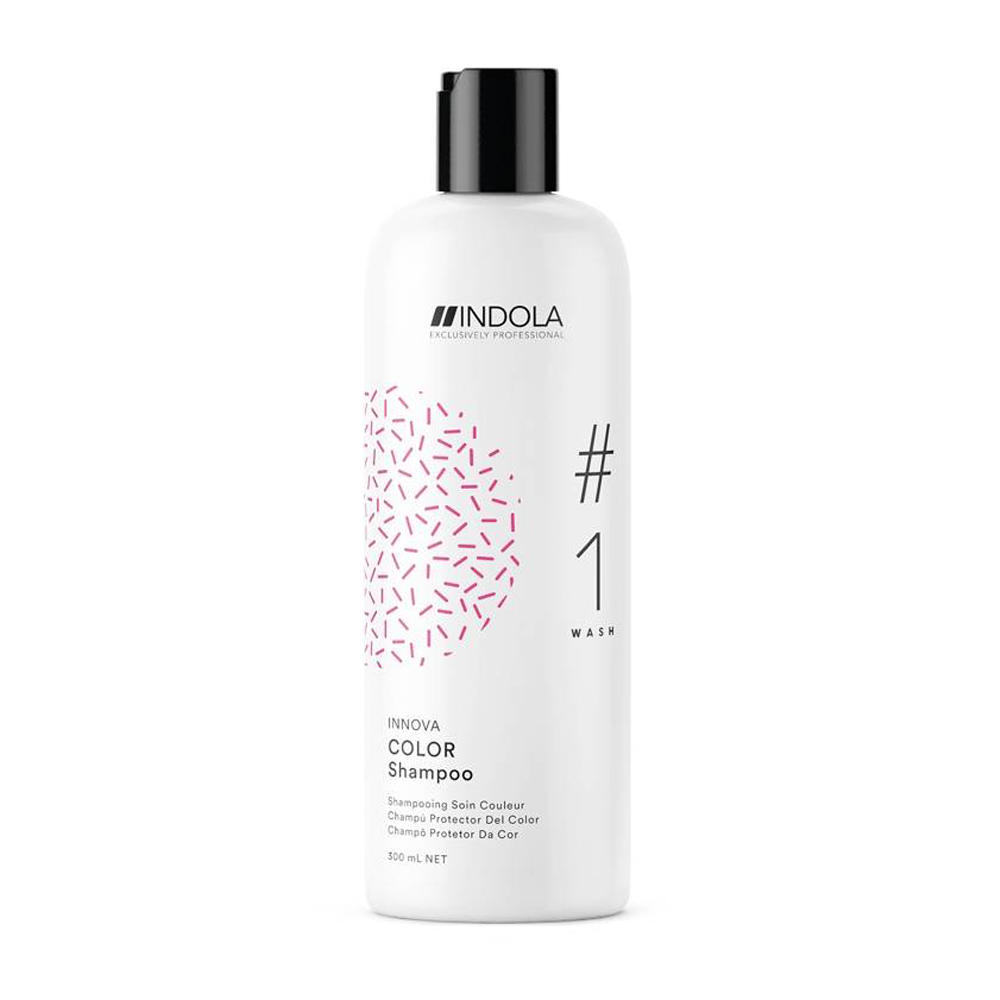 INDOLA
EXCLUSIVELY PROFESSIONAL
#
1
WASH
INNOVA
COLOR
Shampoo
Shampooing Soin Couleur
Champú Protector Del Color
Champô Protetor Da Cor
300 mL NET